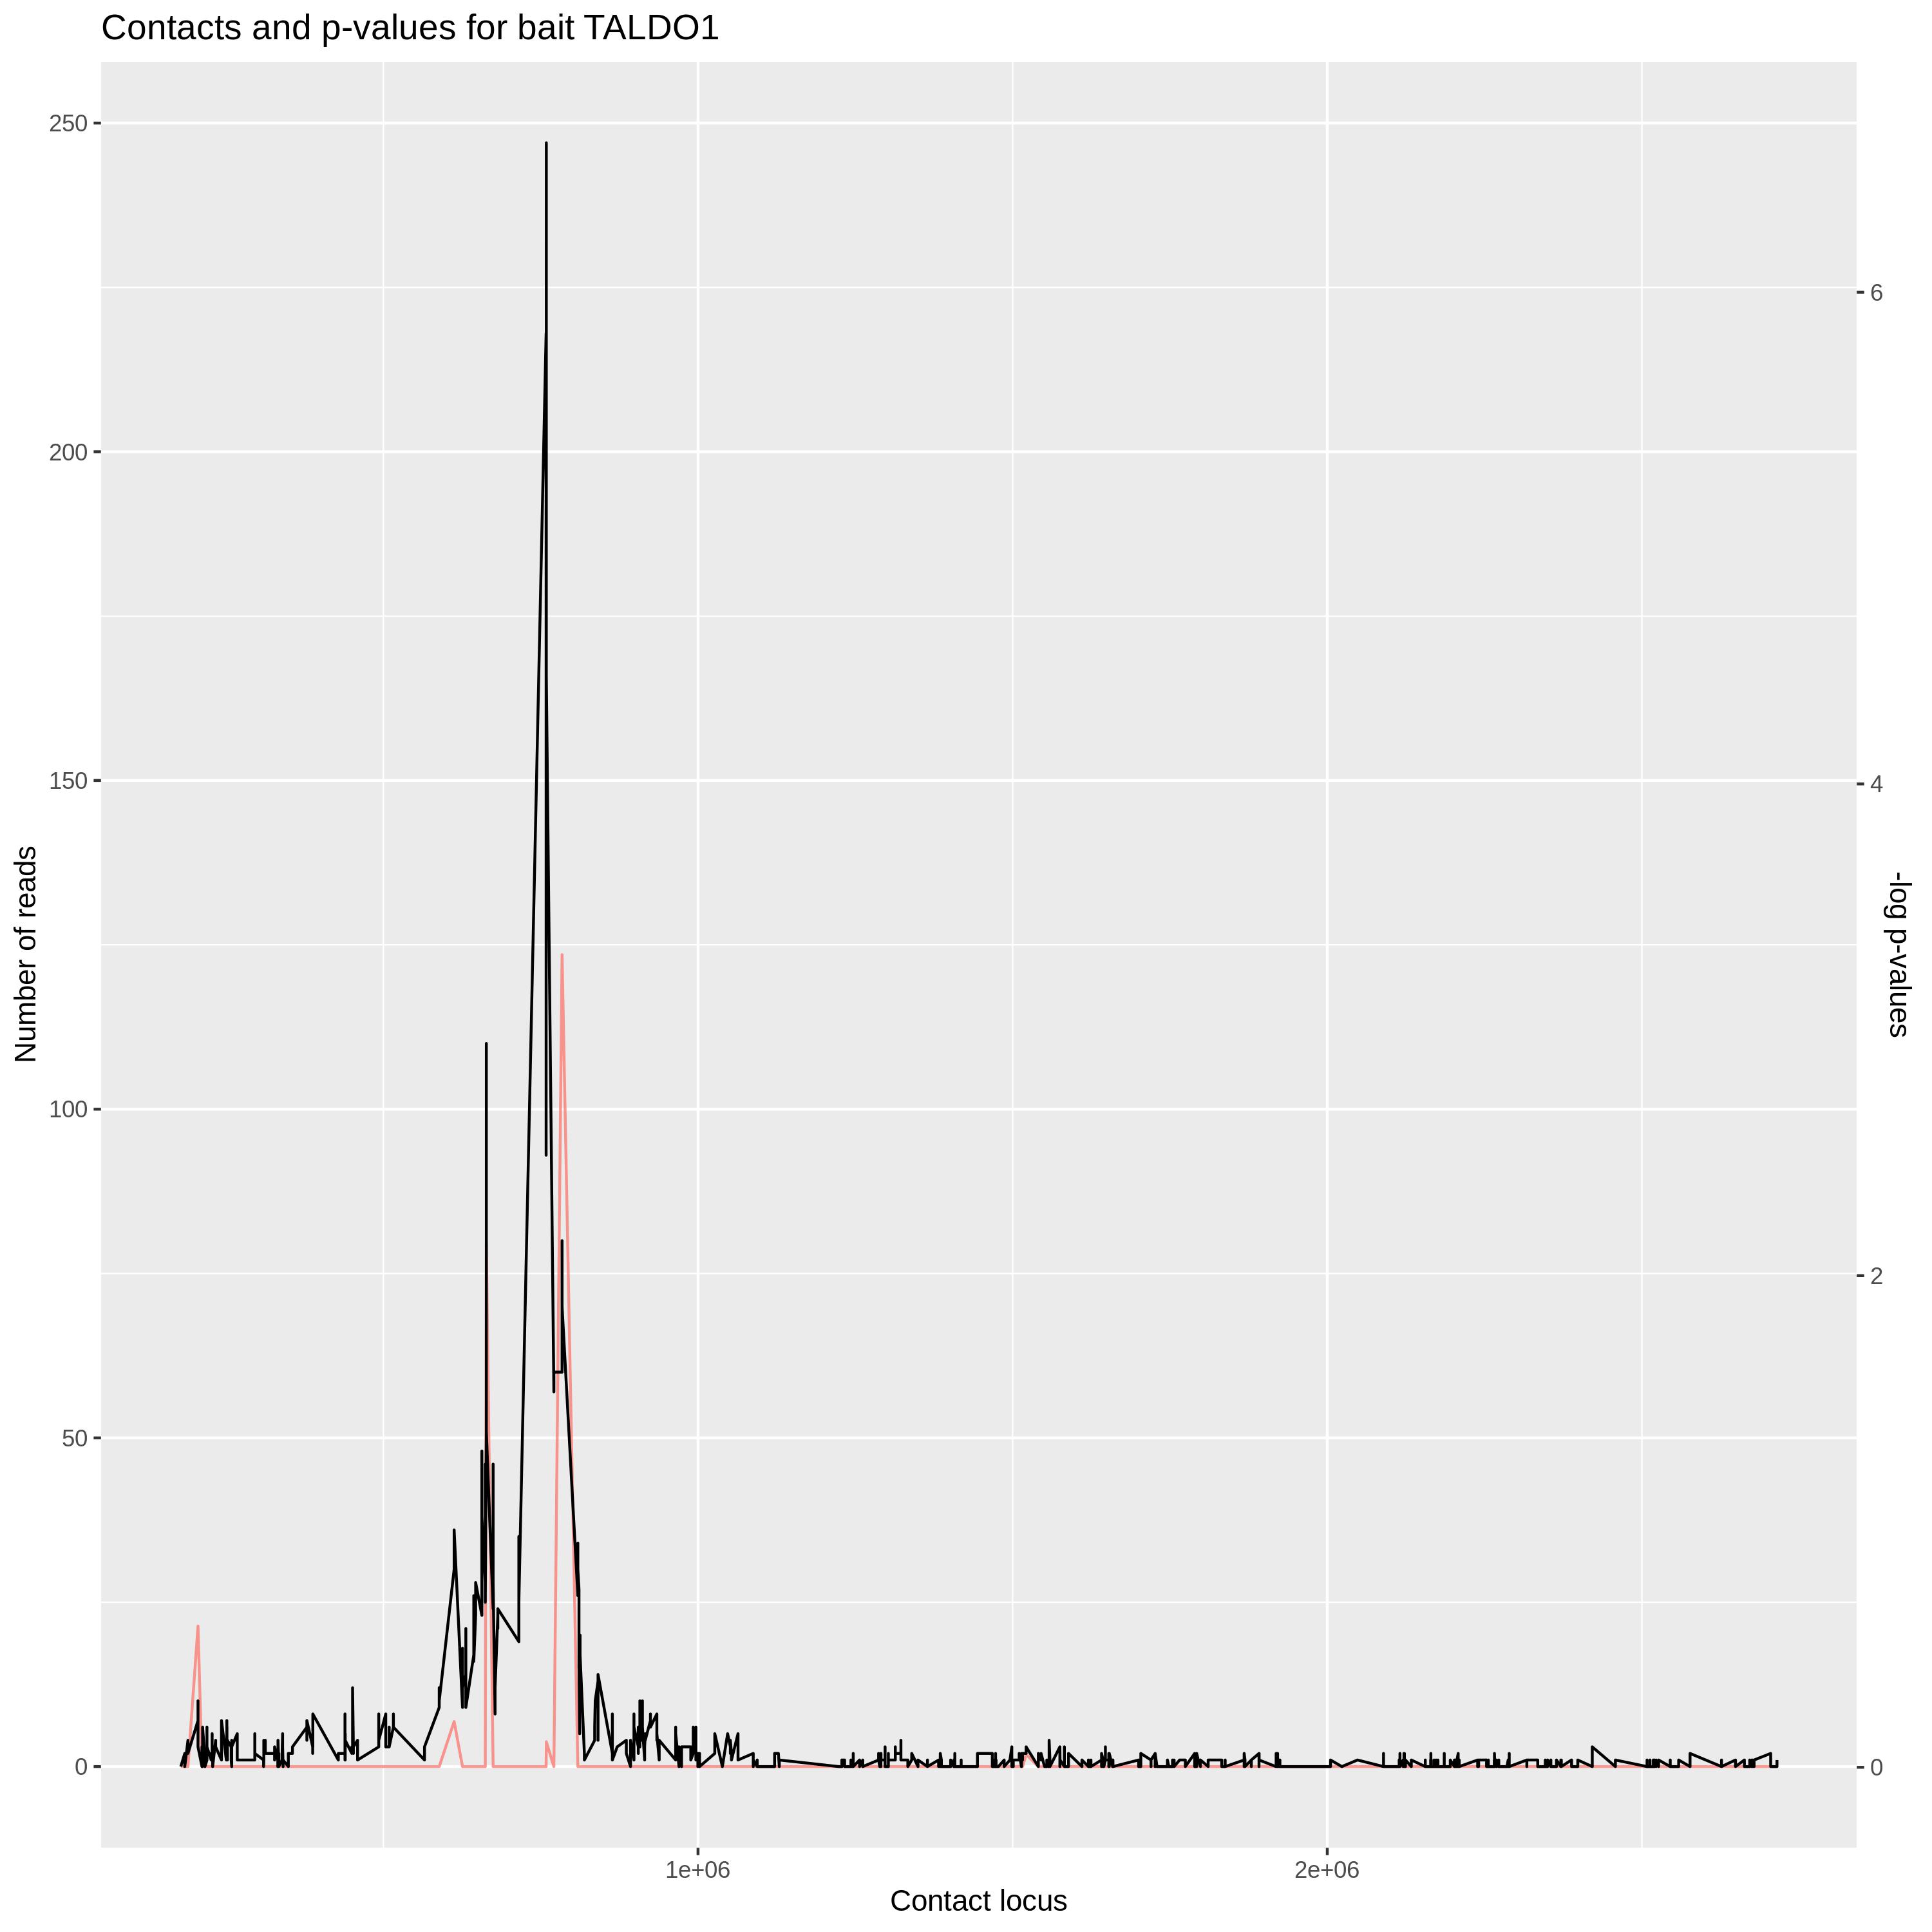 Contacts and p-values for bait TALDO1
250
200
150
100
50
0
Number of reads
6
4
2
0
-log p-values
1e+06
2e+06
Contact locus